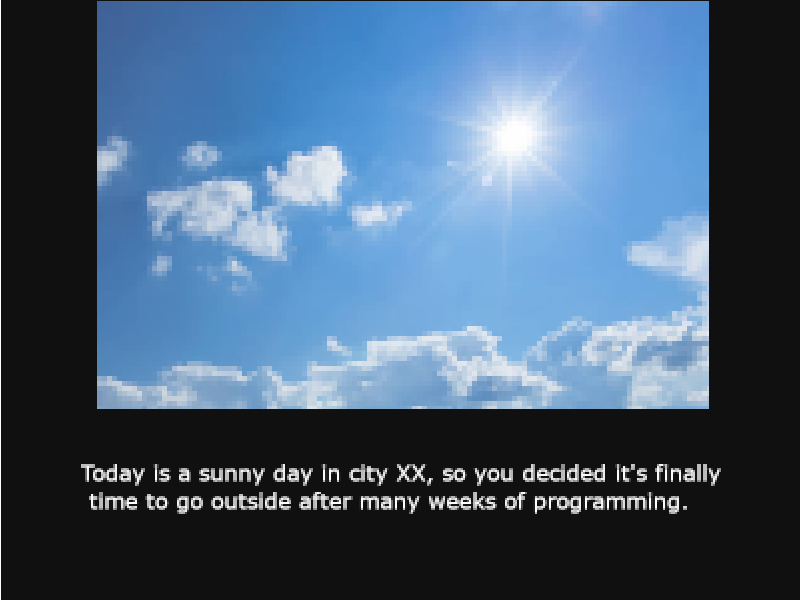 Today is a sunny day in city XX, so you decided it's finally
time to go outside after many weeks of programming.